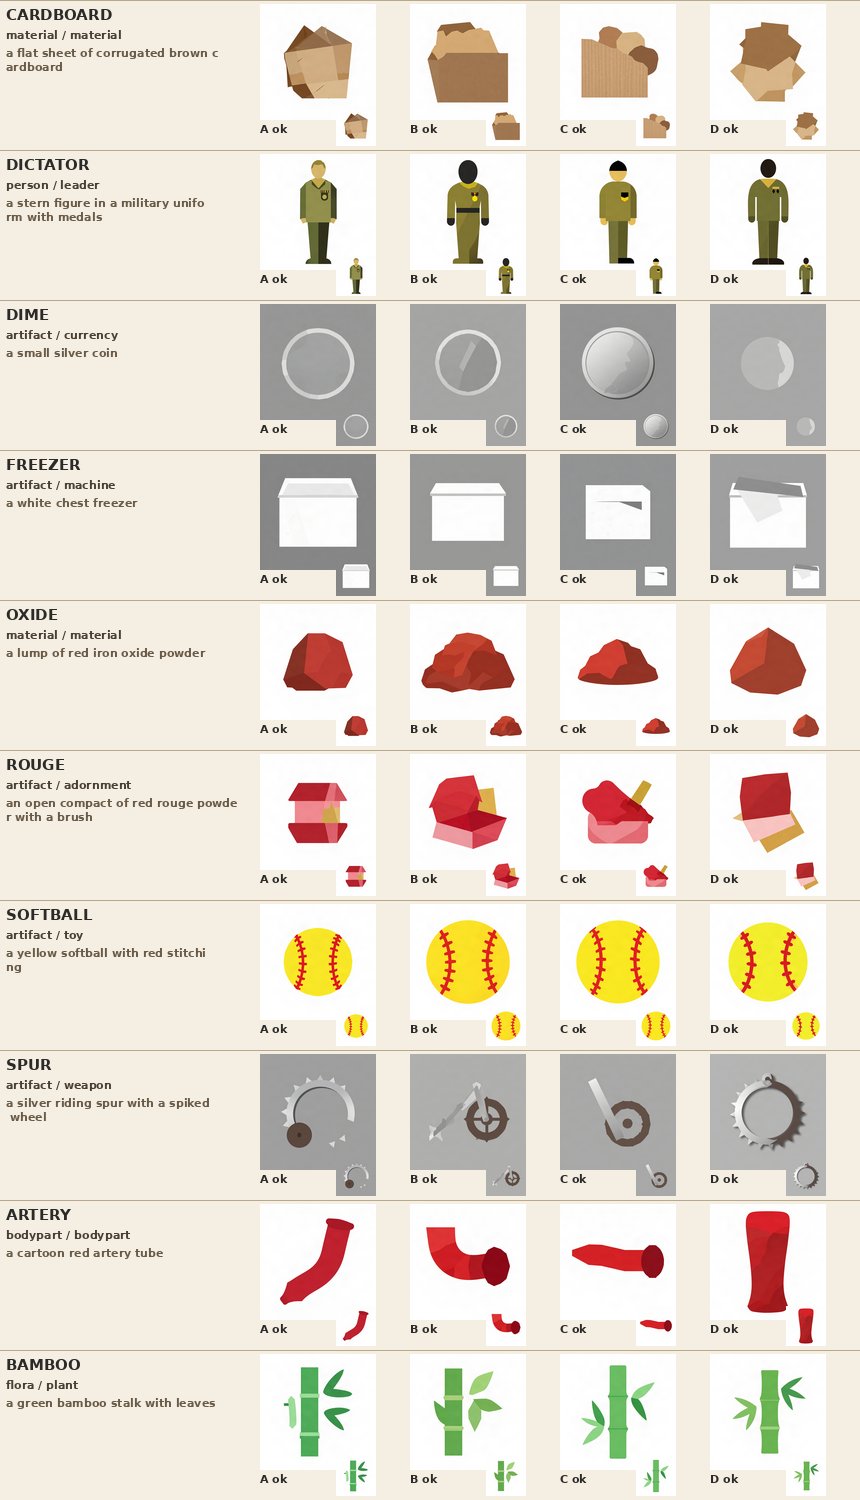 CARDBOARD
material / material
a flat sheet of corrugated brown c
ardboard
A ok
B ok
C ok
D ok
DICTATOR
person / leader
a stern figure in a military unifo
rm with medals
A ok
B ok
C ok
D ok
DIME
artifact / currency
a small silver coin
A ok
B ok
C ok
D ok
FREEZER
artifact / machine
a white chest freezer
A ok
B ok
C ok
D ok
OXIDE
material / material
a lump of red iron oxide powder
A ok
B ok
C ok
D ok
ROUGE
artifact / adornment
an open compact of red rouge powde
r with a brush
A ok
B ok
C ok
D ok
SOFTBALL
artifact / toy
a yellow softball with red stitchi
ng
A ok
B ok
C ok
D ok
SPUR
artifact / weapon
a silver riding spur with a spiked
wheel
A ok
B ok
C ok
D ok
ARTERY
bodypart / bodypart
a cartoon red artery tube
A ok
B ok
C ok
D ok
BAMBOO
flora / plant
a green bamboo stalk with leaves
A ok
B ok
C ok
D ok